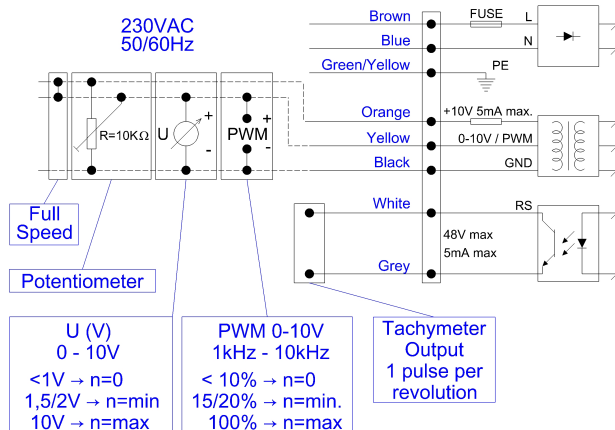 230VAC
50/60Hz
Brown
Blue
Green/Yellow
Orange
Yellow
Black
White
Grey
FUSE
L
N
PE
+10V 5mA max.
0-10V / PWM
GND
RS
48V max
5mA max
R=10KΩ
U
+
-
PWM
+
-
Full
Speed
Potentiometer
U (V)
0 - 10V
<1V → n=0
1,5/2V → n=min
10V → n=max
PWM 0-10V
1kHz - 10kHz
< 10% → n=0
15/20% → n=min.
100% → n=max
Tachymeter
Output
1 pulse per
revolution